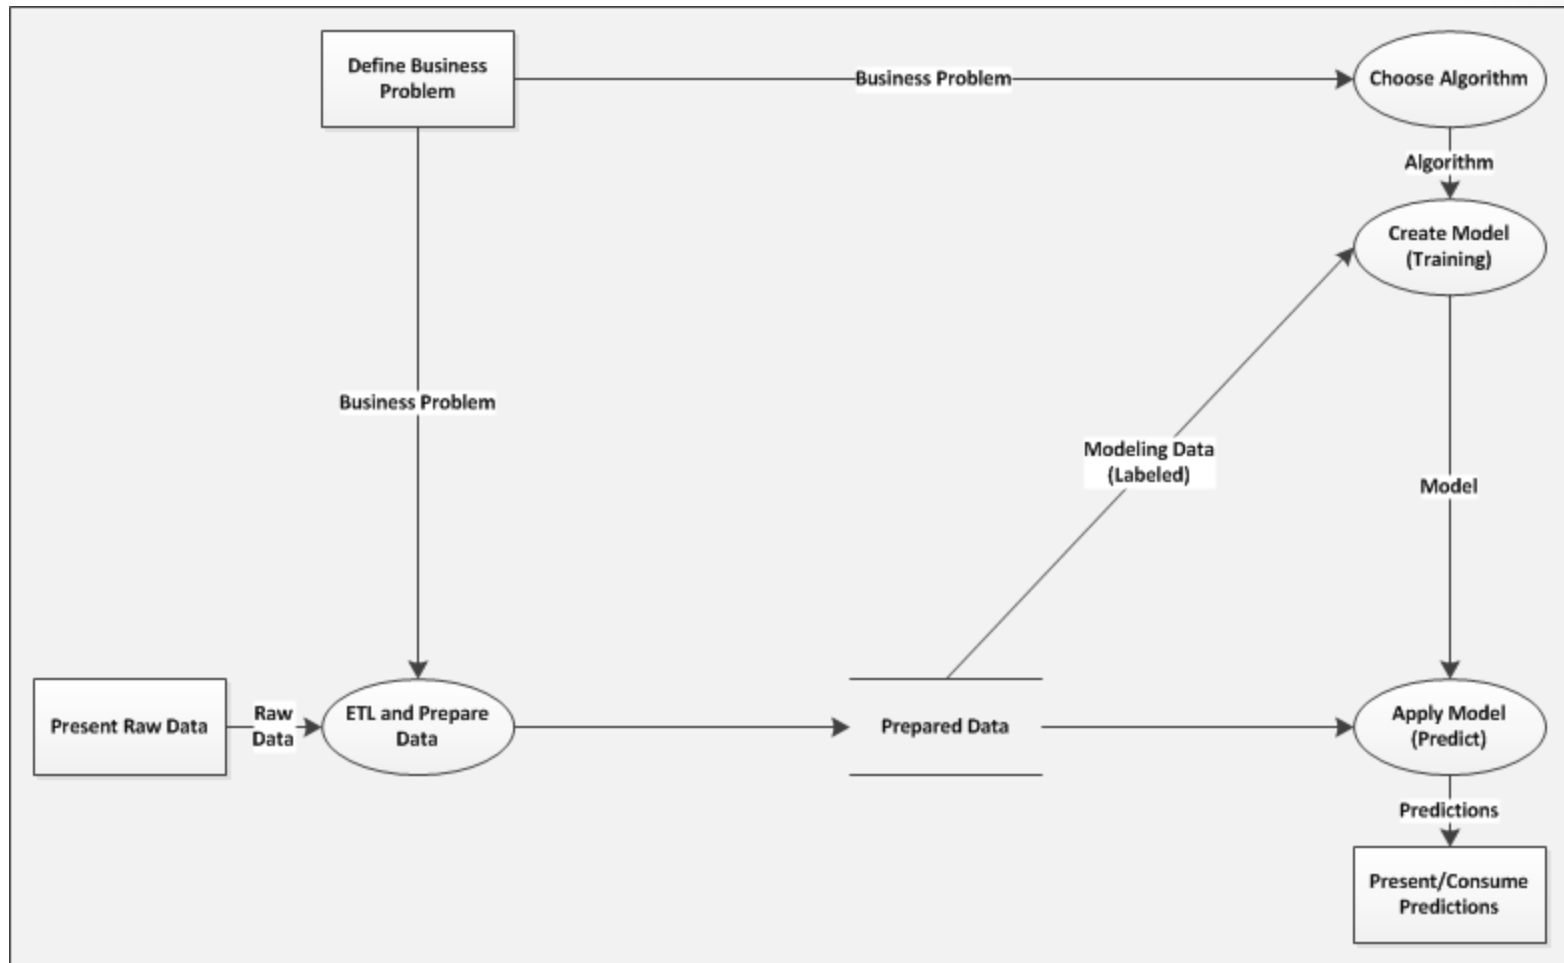 Define Business
Problem
Business Problem
Choose Algorithm
Algorithm
Create Model
(Training)
Business Problem
Modeling Data
(Labeled)
Model
Present Raw Data
Raw
Data
ETL and Prepare
Data
Prepared Data
Apply Model
(Predict)
Predictions
Present/Consume
Predictions